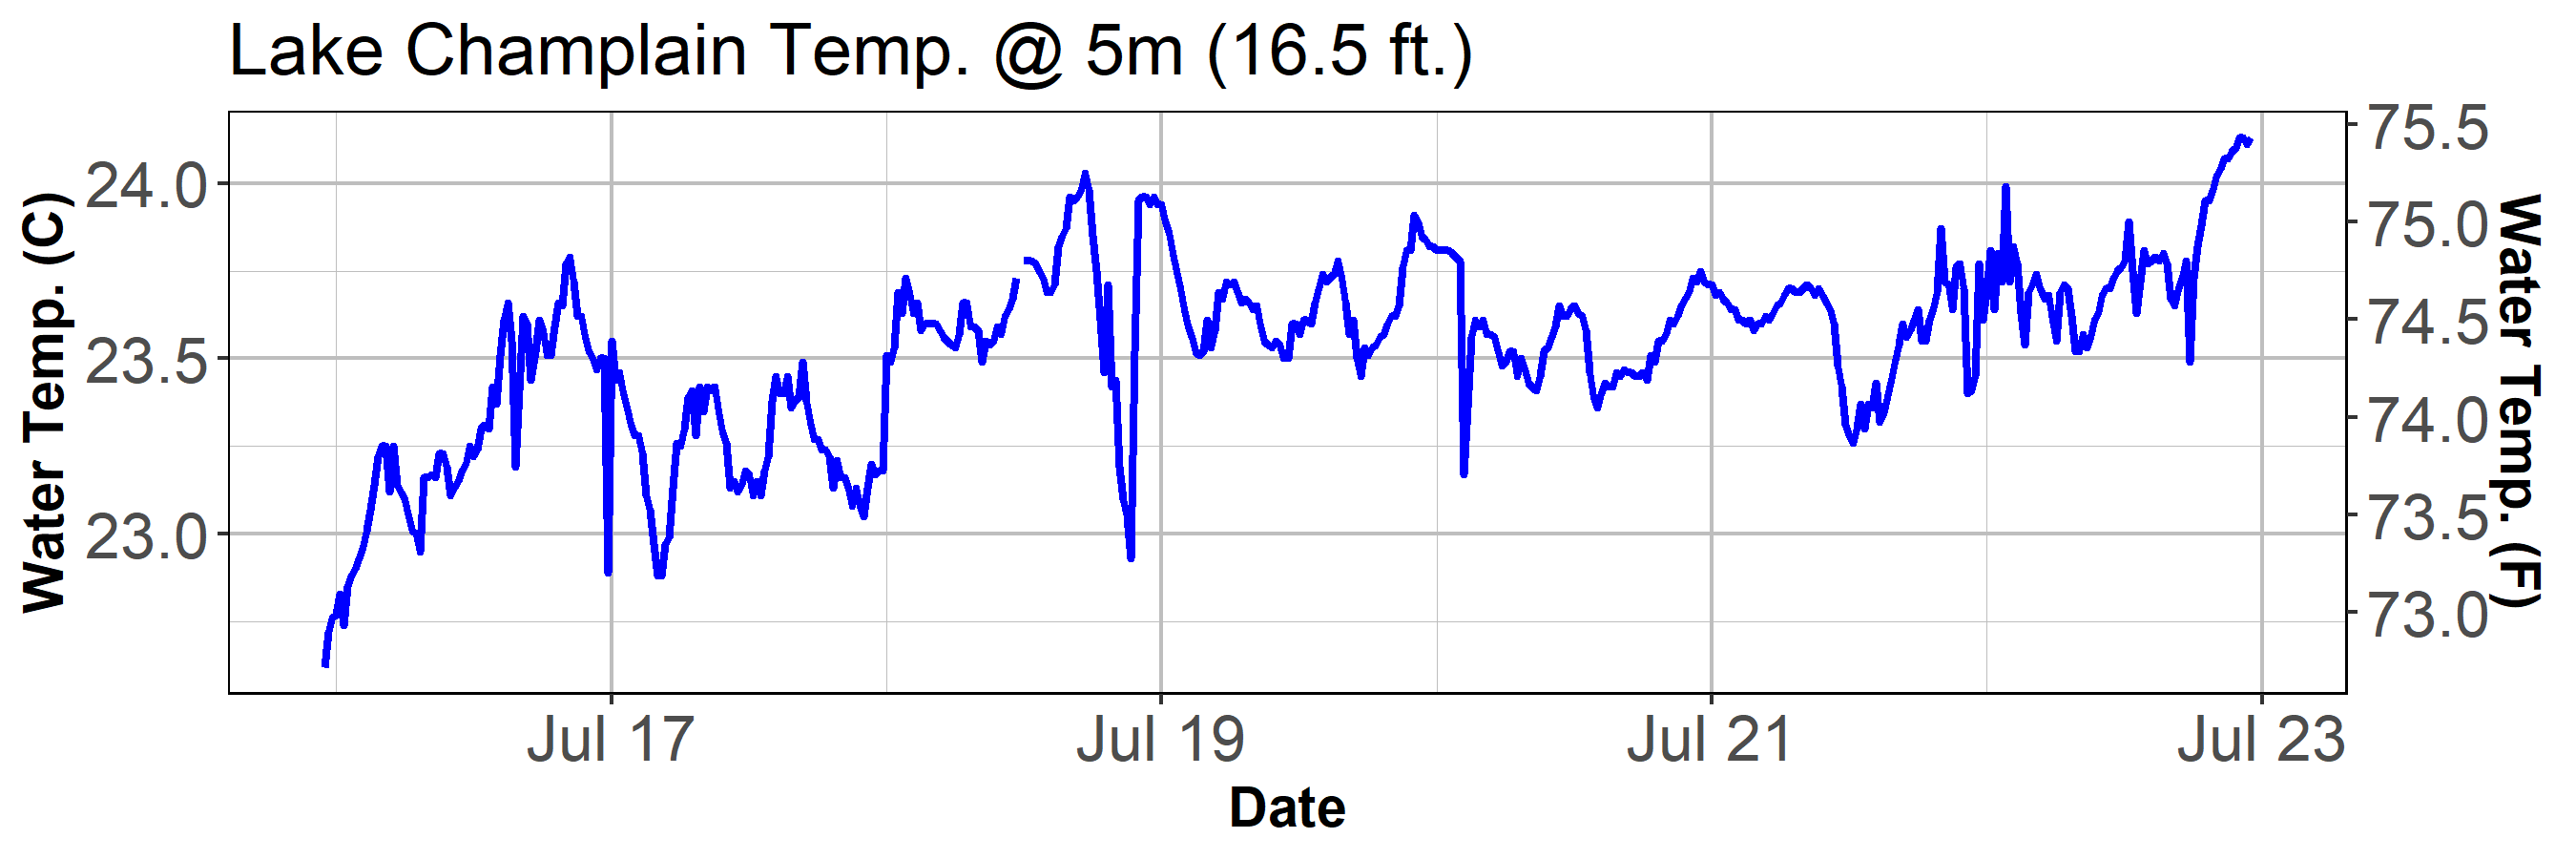 Lake Champlain Temp. @ 5m (16.5 ft.)
Water Temp. (C)
24.0
23.5
23.0
75.5
75.0
74.5
74.0
73.5
73.0
Water Temp. (F)
Jul 17 Jul 19 Jul 21 Jul 23
Date